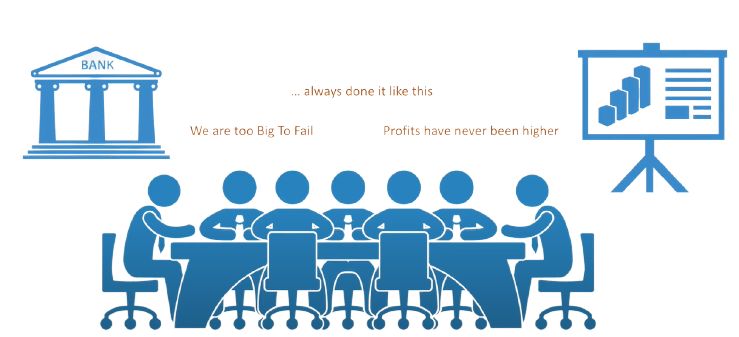 BANK
... always done it like this
We are too Big To Fail
Profits have never been higher